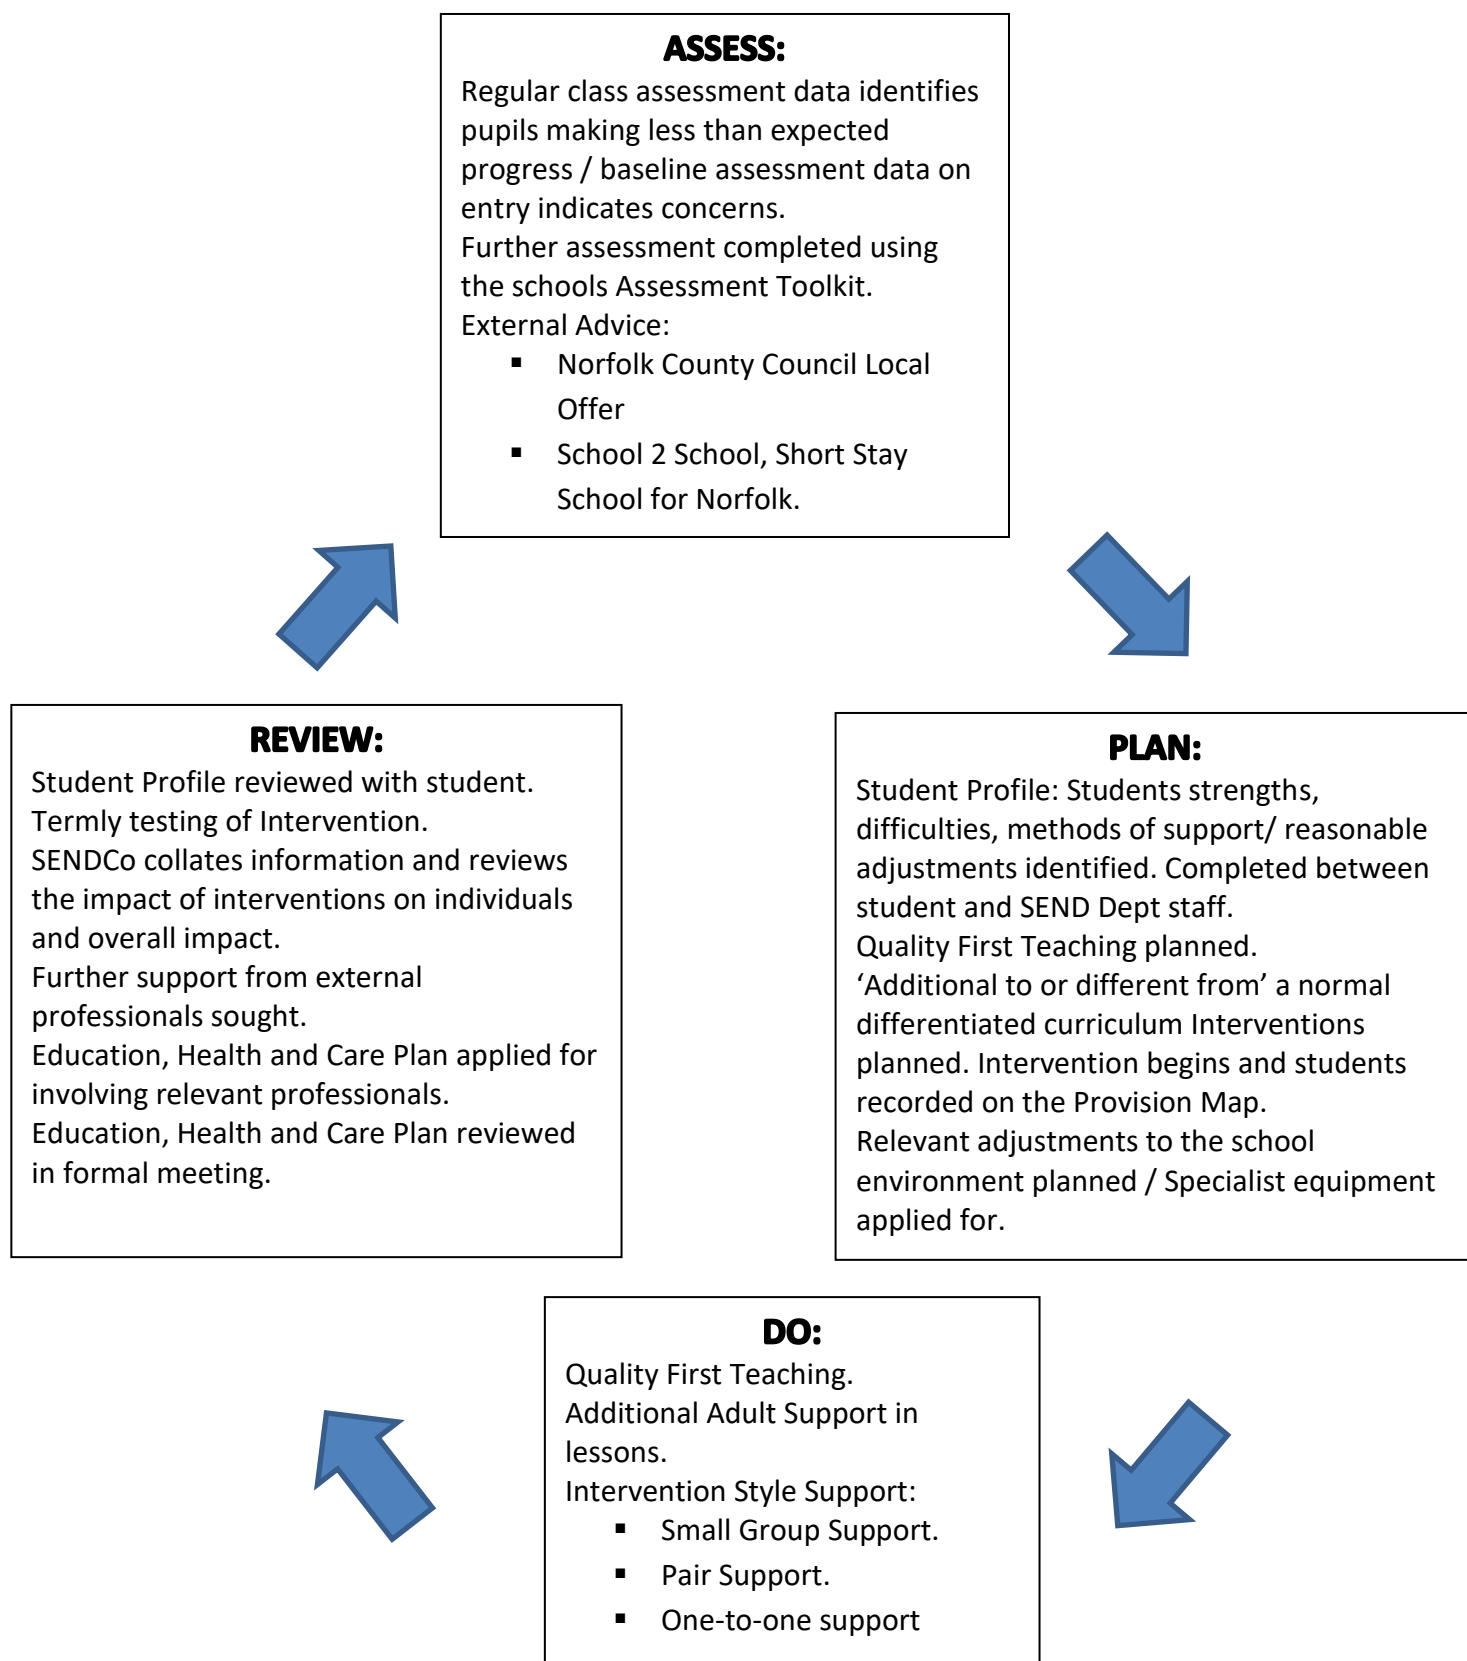 ASSESS:
Regular class assessment data identifies
pupils making less than expected
progress / baseline assessment data on
entry indicates concerns.
Further assessment completed using
the schools Assessment Toolkit.
External Advice:
▪ Norfolk County Council Local
Offer
▪ School 2 School, Short Stay
School for Norfolk.
REVIEW:
Student Profile reviewed with student.
Termly testing of Intervention.
SENDCo collates information and reviews
the impact of interventions on individuals
and overall impact.
Further support from external
professionals sought.
Education, Health and Care Plan applied for
involving relevant professionals.
Education, Health and Care Plan reviewed
in formal meeting.
PLAN:
Student Profile: Students strengths,
difficulties, methods of support/ reasonable
adjustments identified. Completed between
student and SEND Dept staff.
Quality First Teaching planned.
‘Additional to or different from’ a normal
differentiated curriculum Interventions
planned. Intervention begins and students
recorded on the Provision Map.
Relevant adjustments to the school
environment planned / Specialist equipment
applied for.
DO:
Quality First Teaching.
Additional Adult Support in
lessons.
Intervention Style Support:
▪ Small Group Support.
▪ Pair Support.
▪ One-to-one support